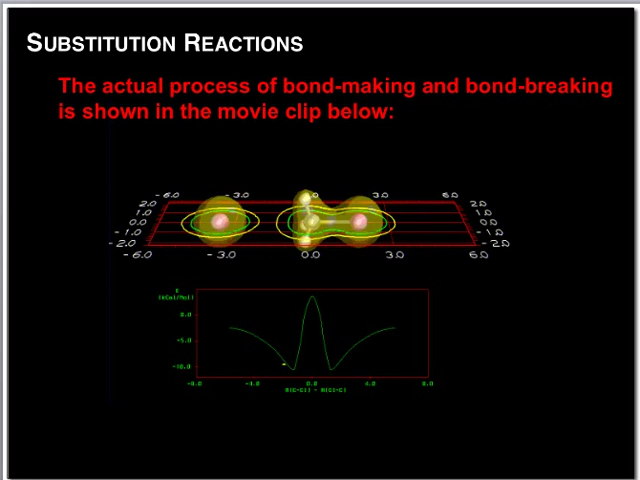 SUBSTITUTION REACTIONS
The actual process of bond-making and bond-breaking
is shown in the movie clip below:
-6.0 -3.0 .0 3.0 6.0
2.0 2.0
1.0 1.0
0.0 0.0
-1.0 -1.0
-2.0 -2.0
-6.0 -3.0 0.0 3.0 6.0
E
(kCal/Mol)
0.0
-5.0
-10.0
-8.0 -4.0 0.0 4.0 8.0